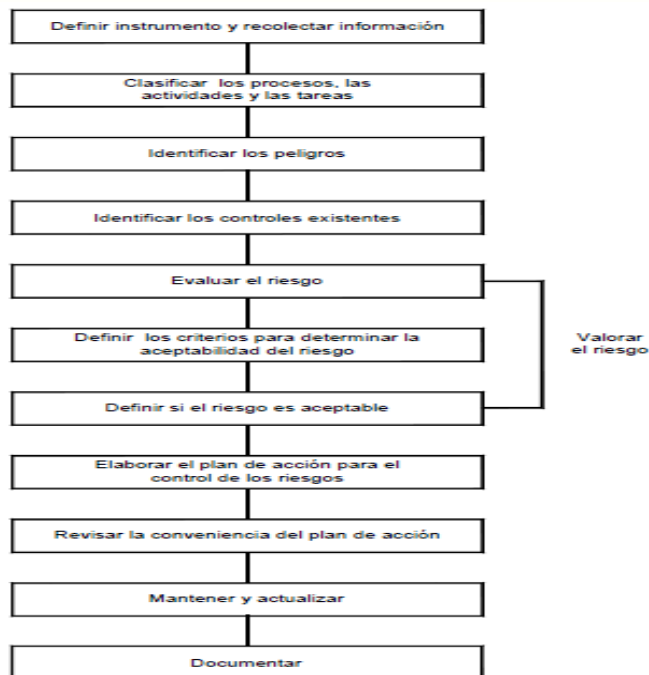 Definir instrumento y recolectar información
Clasificar los procesos, las
actividades y las tareas
Identificar los peligros
Identificar los controles existentes
Evaluar el riesgo
Definir los criterios para determinar la
aceptabilidad del riesgo
Valorar
el riesgo
Definir si el riesgo es aceptable
Elaborar el plan de acción para el
control de los riesgos
Revisar la conveniencia del plan de acción
Mantener y actualizar
Documentar